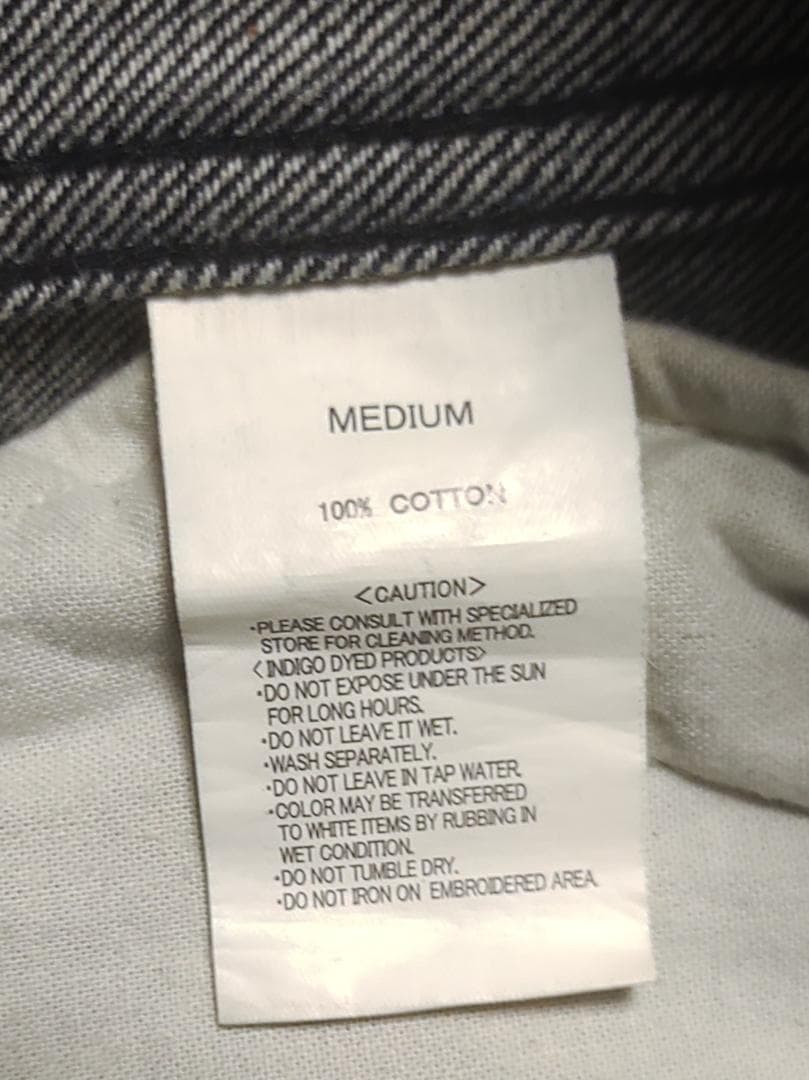 MEDIUM
100% COTTON
<CAUTION>
·PLEASE CONSULT WITH SPECIALIZED
STORE FOR CLEANING METHOD.
<INDIGO DYED PRODUCTS>
·DO NOT EXPOSE UNDER THE SUN
FOR LONG HOURS.
·DO NOT LEAVE IT WET.
·WASH SEPARATELY.
·DO NOT LEAVE IN TAP WATER.
·COLOR MAY BE TRANSFERRED
TO WHITE ITEMS BY RUBBING IN
WET CONDITION.
·DO NOT TUMBLE DRY.
·DO NOT IRON ON EMBROIDERED AREA.